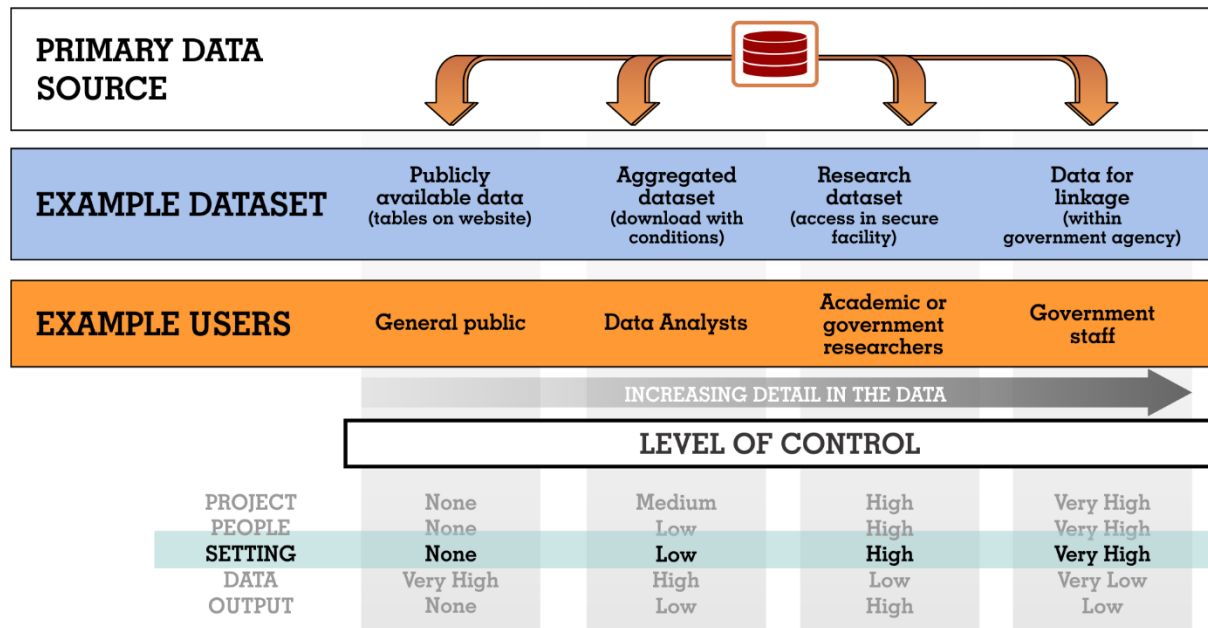 PRIMARY DATA
SOURCE
EXAMPLE DATASET
Publicly
available data
(tables on website)
Aggregated
dataset
(download with
conditions)
Research
dataset
(access in secure
facility)
Data for
linkage
(within
government agency)
EXAMPLE USERS
General public
Data Analysts
Academic or
government
researchers
Government
staff
INCREASING DETAIL IN THE DATA
LEVEL OF CONTROL
PROJECT None Medium High Very High
PEOPLE None Low High Very High
SETTING None Low High Very High
DATA Very High High Low Very Low
OUTPUT None Low High Low